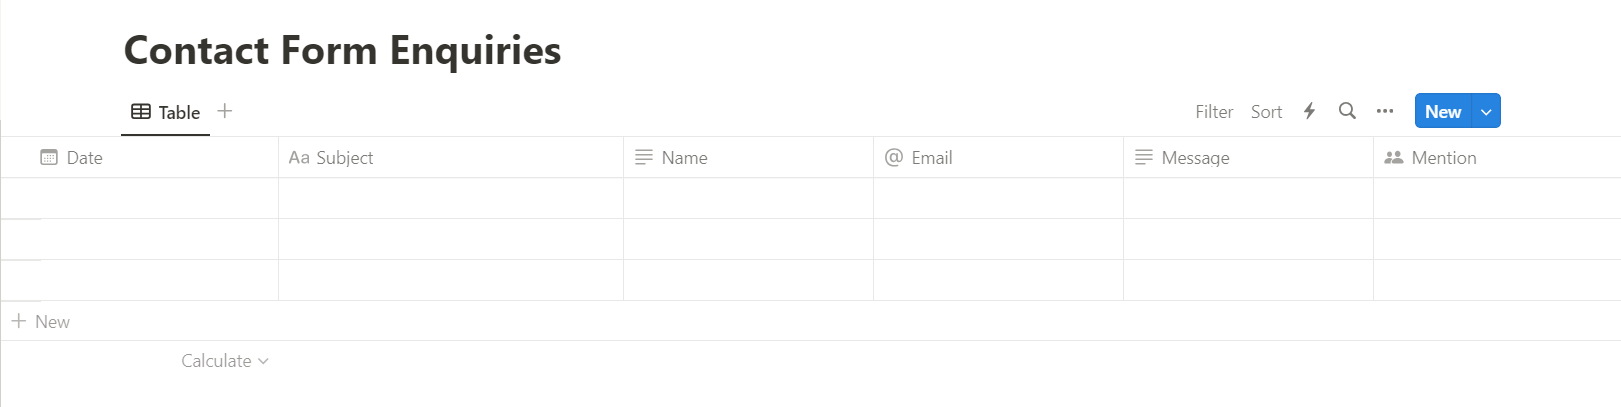 Contact Form Enquiries
Table Filter Sort New
Date Aa Subject Name @ Email Message Mention
+ New
Calculate